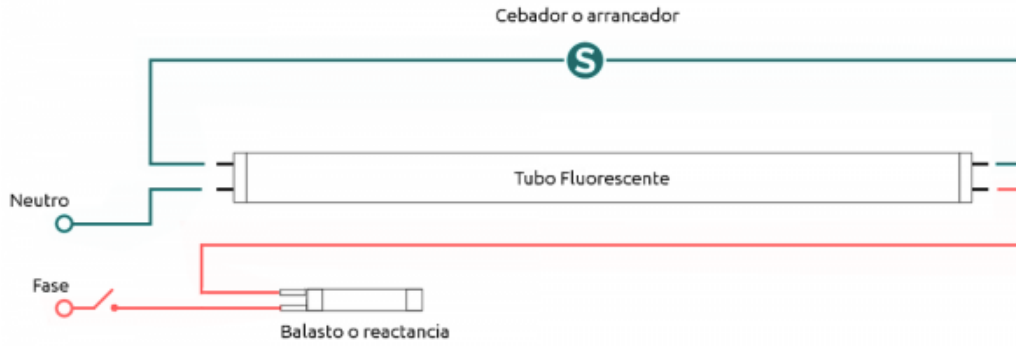 Cebador o arrancador
S
Tubo Fluorescente
Neutro
Fase
Balasto o reactancia